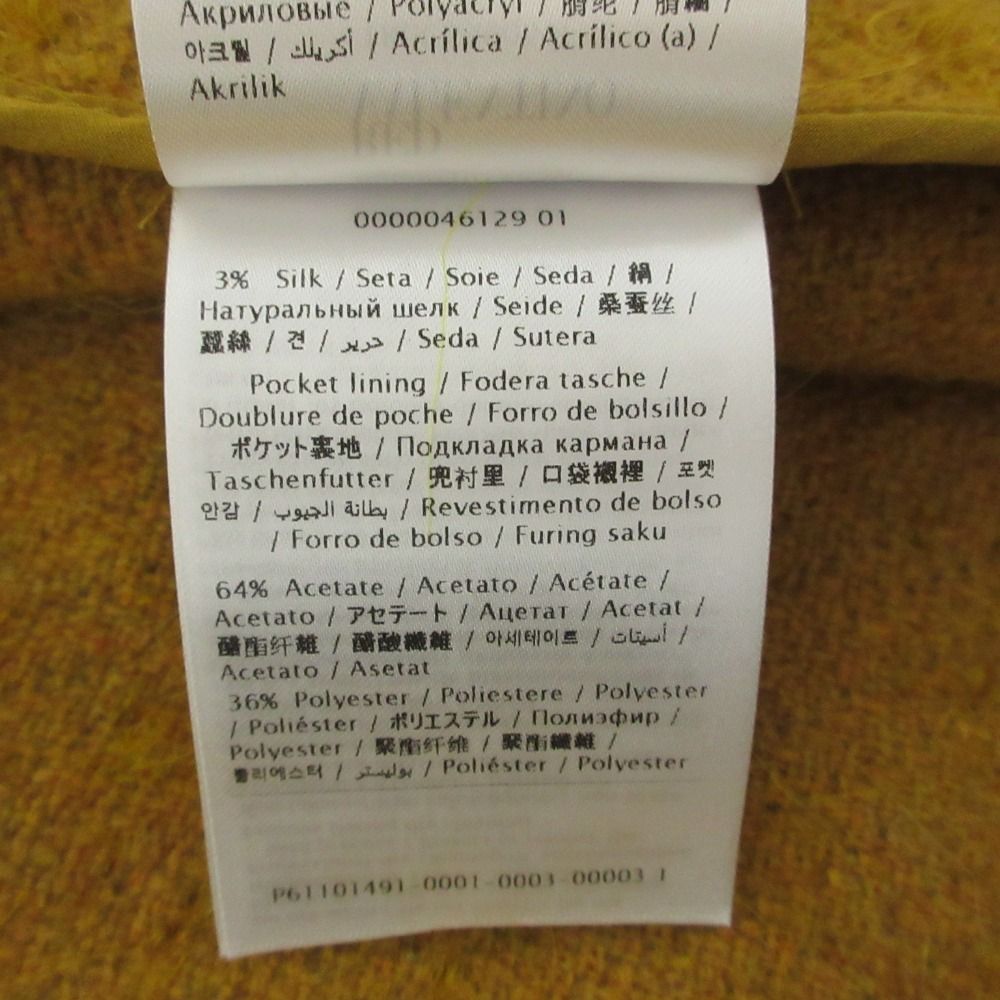 Акриловые / Polyacryl / 腈纶 / 腈綸 /
아크릴 / أكريلك / Acrílica / Acrílico (a) /
Akrilik
0000046129 01
3% Silk / Seta / Soie / Seda / 絹 /
Натуральный шелк / Seide / 桑蚕丝 /
蠶絲 / 견 / حرير / Seda / Sutera
Pocket lining / Fodera tasche /
Doublure de poche / Forro de bolsillo /
ポケット裏地 / Подкладка кармана /
Taschenfutter / 兜衬里 / 口袋襯裡 / 포켓
안감 / بطانة الجيوب / Revestimento de bolso
/ Forro de bolso / Furing saku
64% Acetate / Acetato / Acétate /
Acetato / アセテート / Ацетат / Acetat /
醋酯纤維 / 醋酸纖維 / 아세테이트 / أسيتات /
Acetato / Asetat
36% Polyester / Poliestere / Polyester
/ Poliéster / ポリエステル / Полиэфир /
Polyester / 聚酯纤维 / 聚酯纖維 /
폴리에스터 / بوليستر / Poliéster / Polyester
P61101491-0001-0003-00003 1